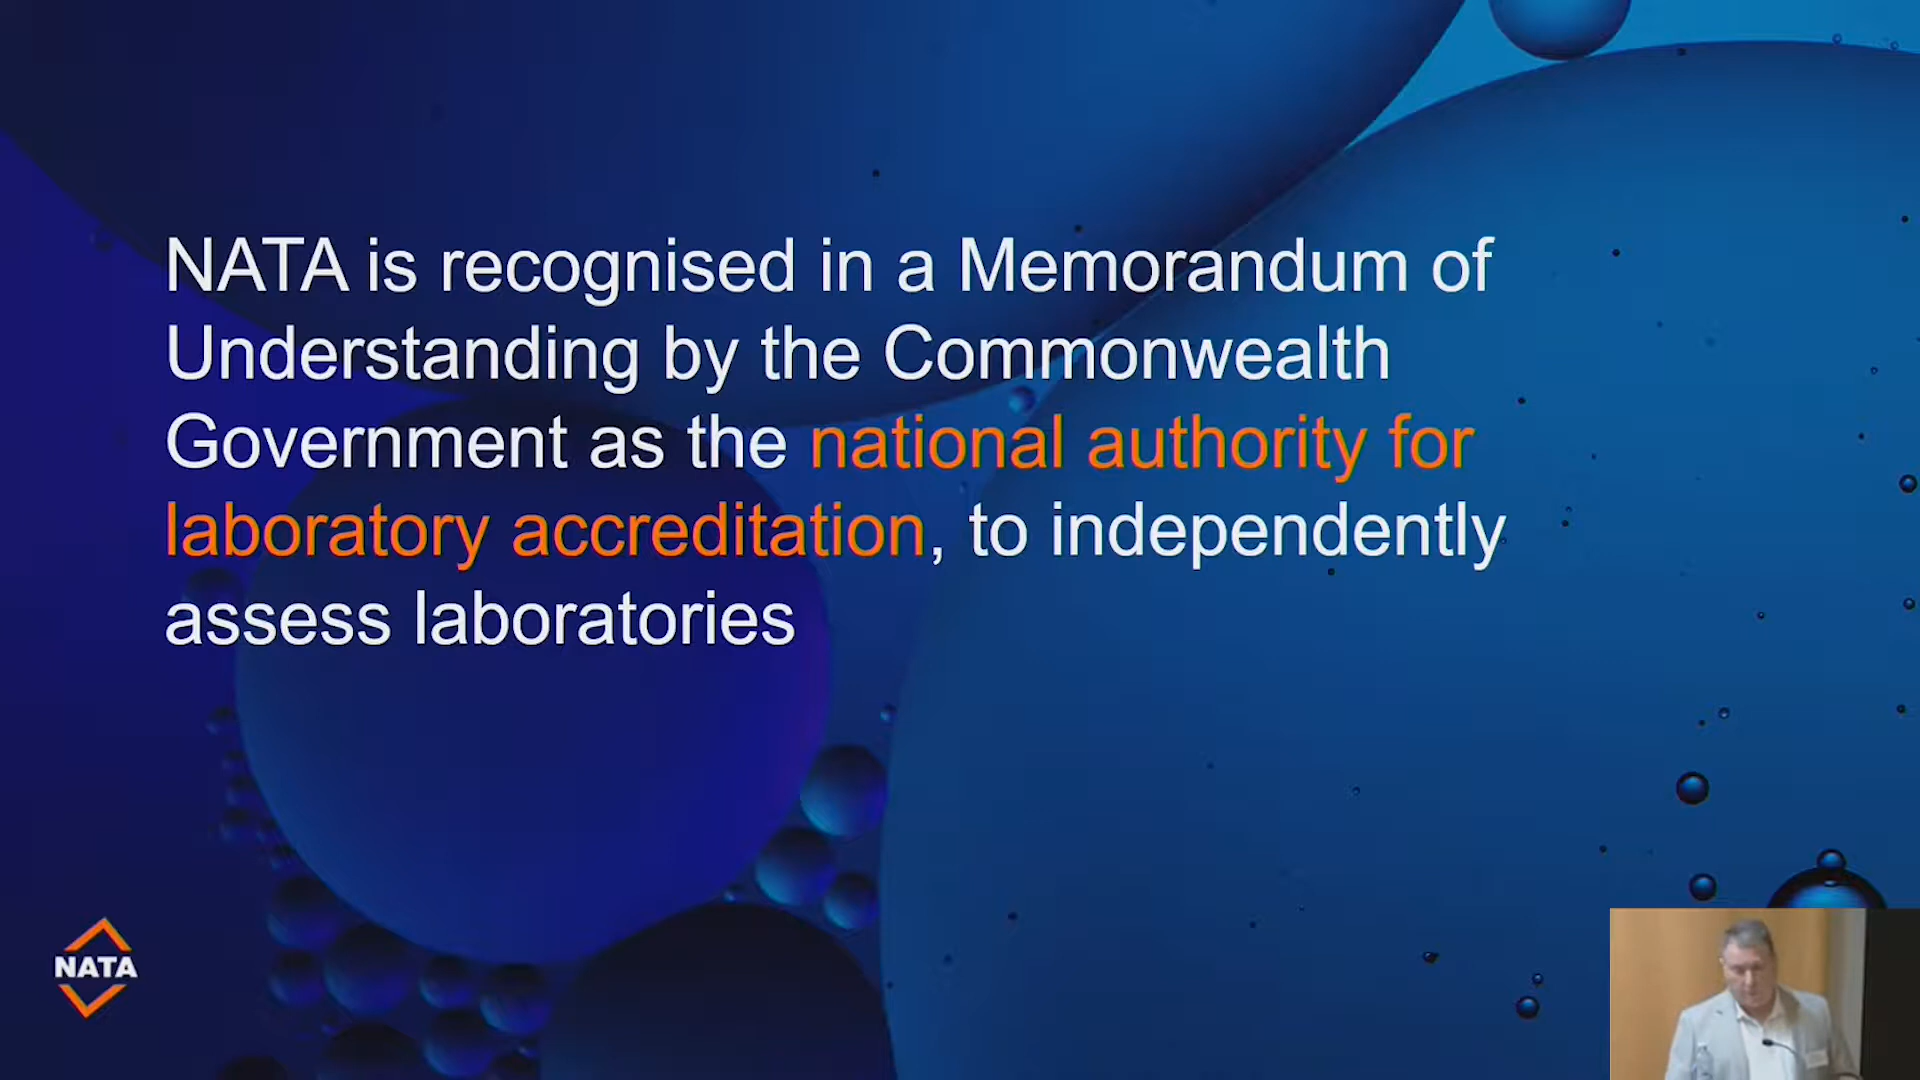 NATA is recognised in a Memorandum of
Understanding by the Commonwealth
Government as the national authority for
laboratory accreditation, to independently
assess laboratories
NATA